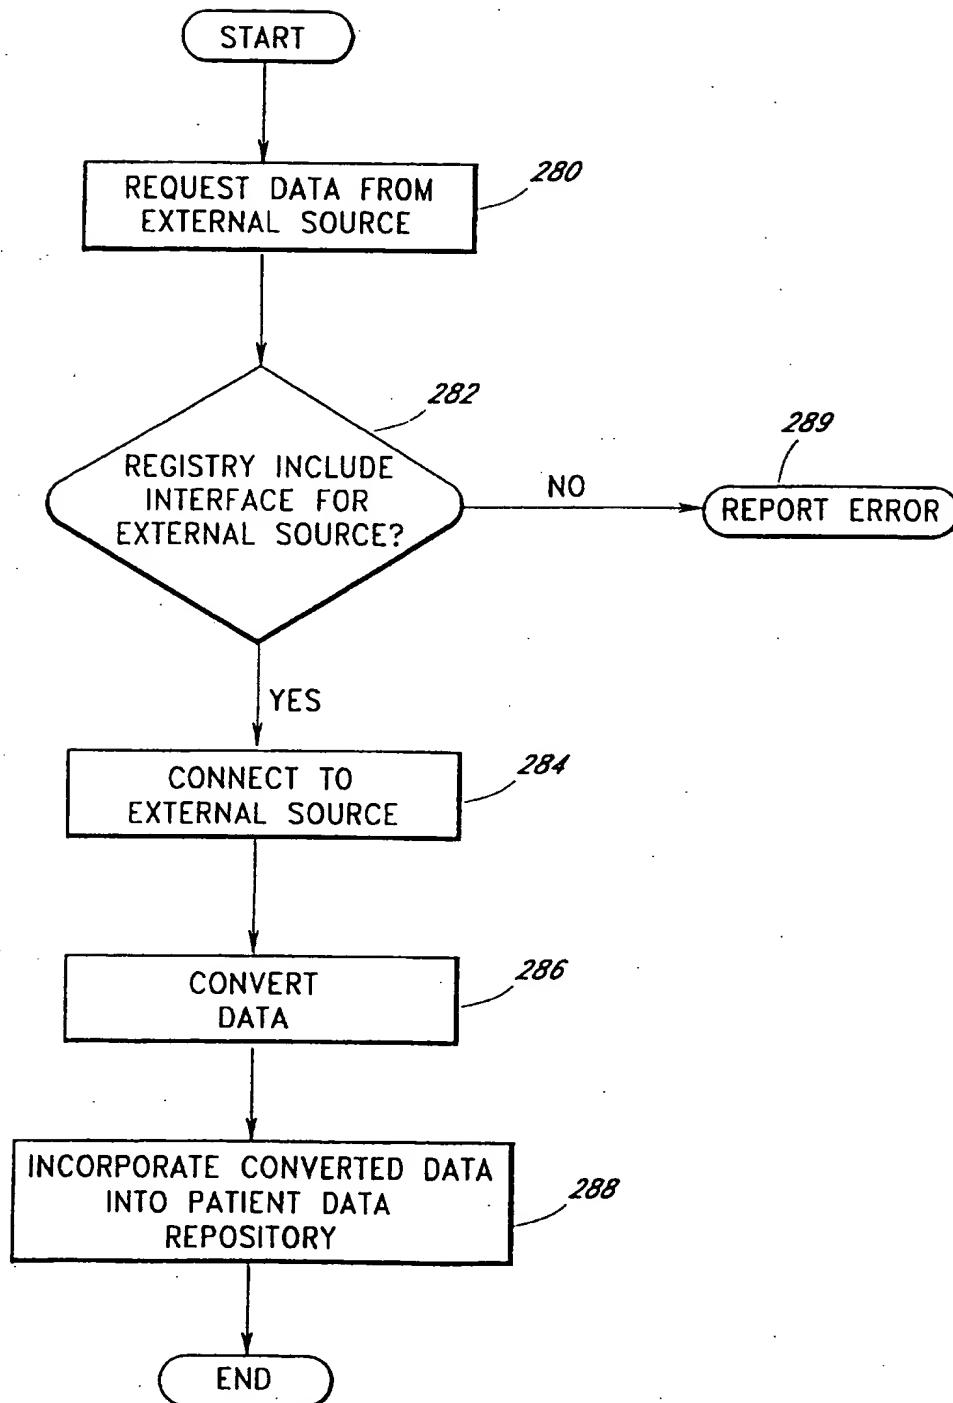 START
REQUEST DATA FROM
EXTERNAL SOURCE
280
REGISTRY INCLUDE
INTERFACE FOR
EXTERNAL SOURCE?
282
NO
REPORT ERROR
289
YES
CONNECT TO
EXTERNAL SOURCE
284
CONVERT
DATA
286
INCORPORATE CONVERTED DATA
INTO PATIENT DATA
REPOSITORY
288
END